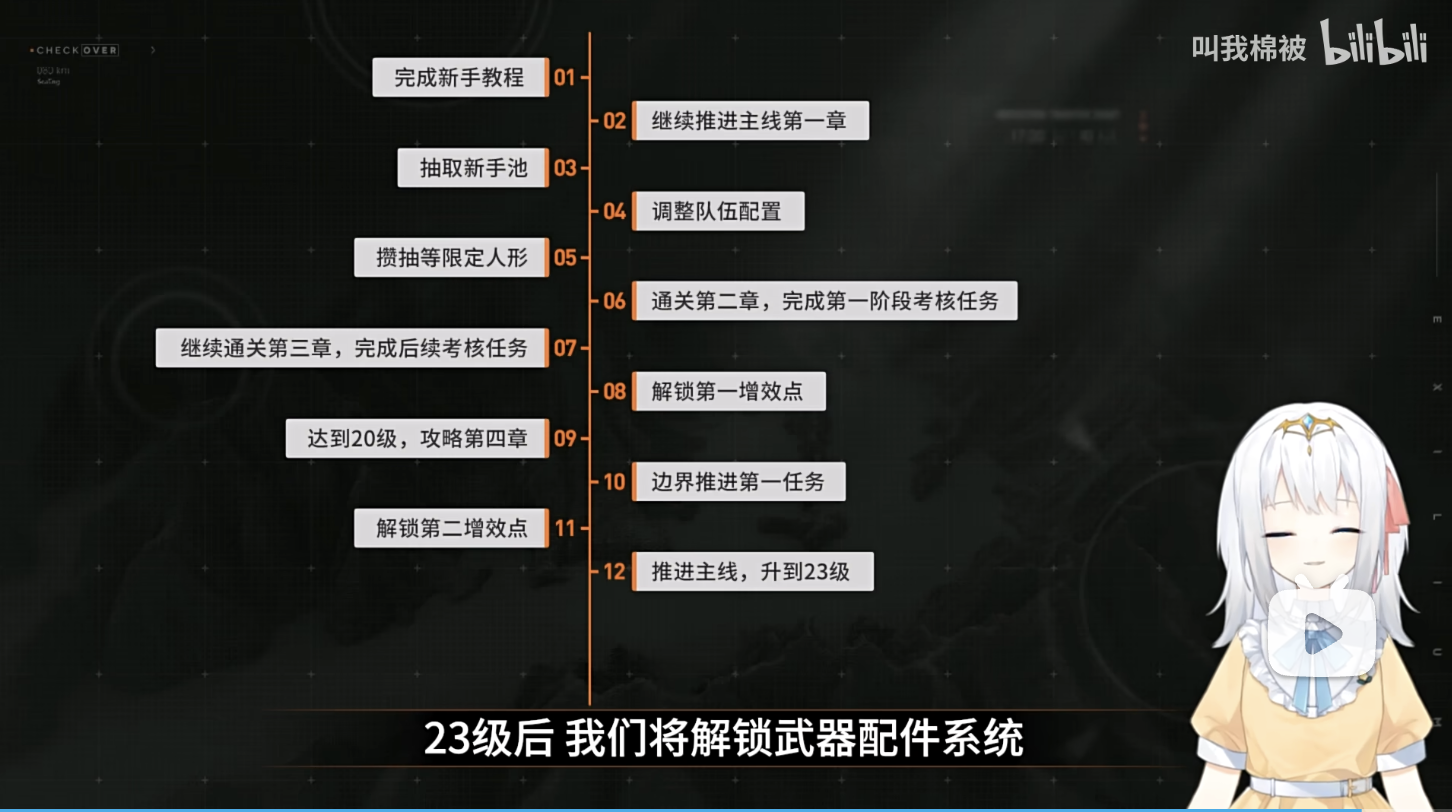 CHECKOVER
叫我棉被 bilibili
完成新手教程 01
02 继续推进主线第一章
抽取新手池 03
04 调整队伍配置
攒抽等限定人形 05
06 通关第二章，完成第一阶段考核任务
继续通关第三章，完成后续考核任务 07
08 解锁第一增效点
达到20级，攻略第四章 09
10 边界推进第一任务
解锁第二增效点 11
12 推进主线，升到23级
23级后 我们将解锁武器配件系统
E
X
I
L
I
U
M